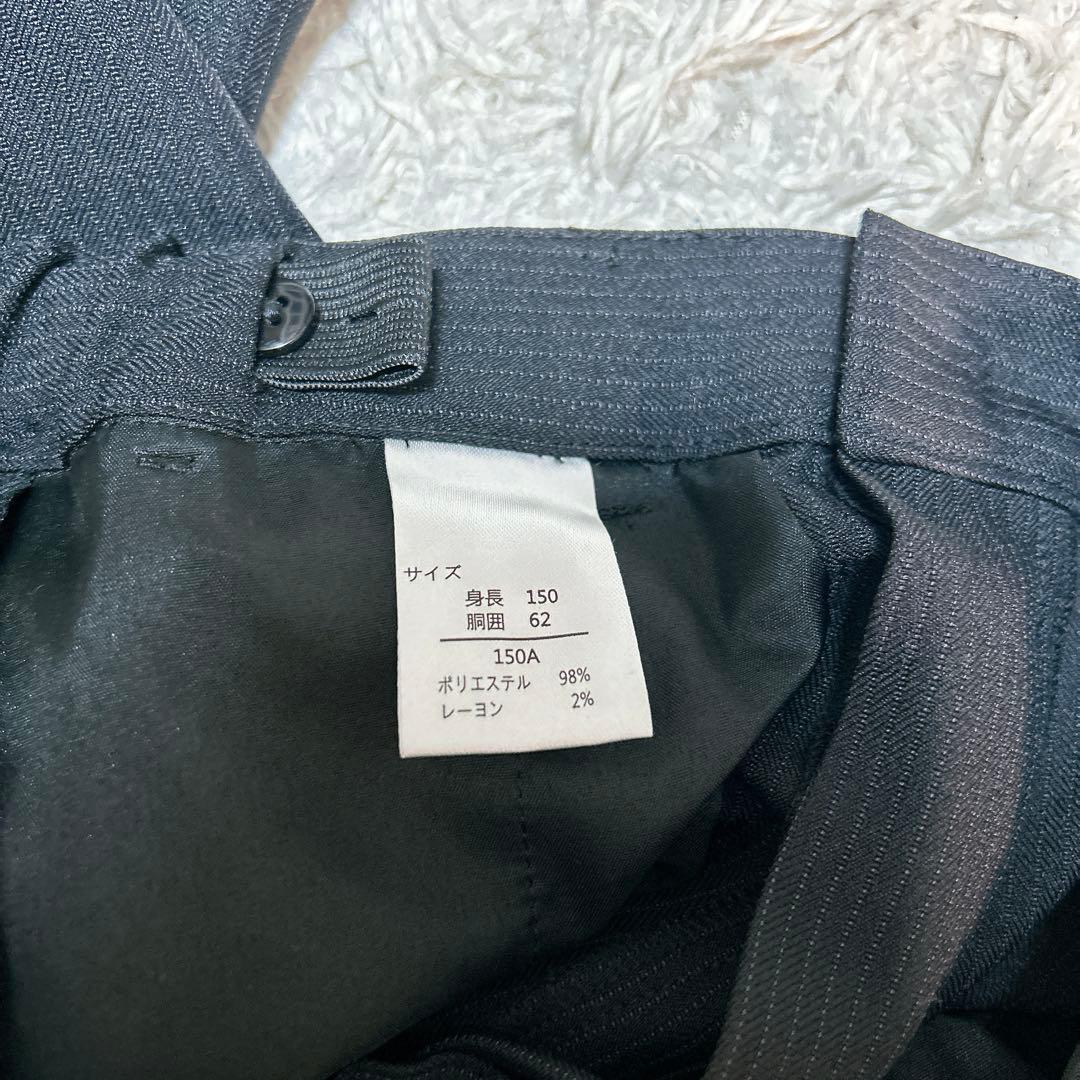 サイズ
身長 150
胴囲 62
150A
ポリエステル 98%
レーヨン 2%